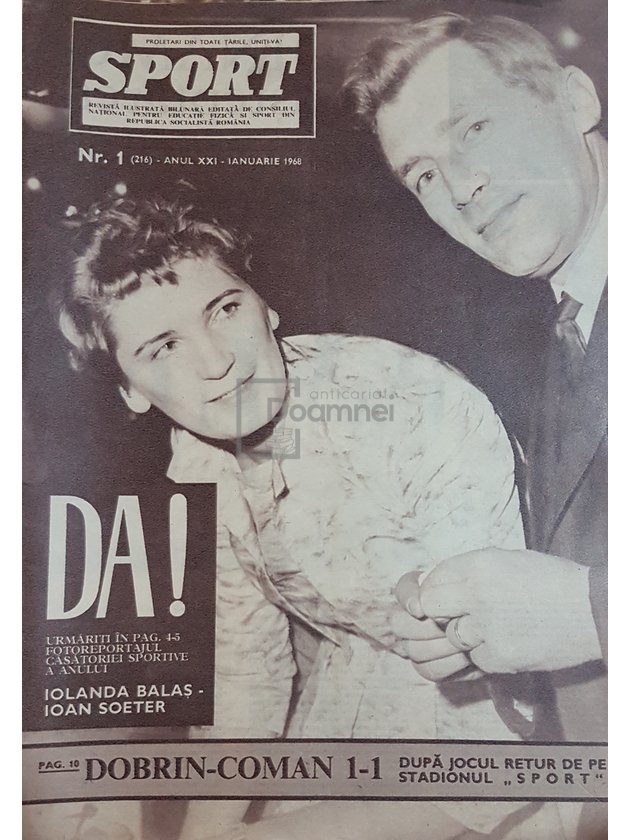 PROLETARI DIN TOATE ȚĂRILE, UNIȚI-VĂ!
SPORT
REVISTĂ ILUSTRATĂ BILUNARĂ EDITATĂ DE CONSILIUL
NAȚIONAL PENTRU EDUCAȚIE FIZICĂ ȘI SPORT DIN
REPUBLICA SOCIALISTĂ ROMÂNIA
Nr. 1 (216) - ANUL XXI - IANUARIE 1968
anticariat
Doamnei
DA!
URMĂRIȚI ÎN PAG. 4-5
FOTOREPORTAJUL
CĂSĂTORIEI SPORTIVE
A ANULUI
IOLANDA BALAȘ -
IOAN SOETER
PAG. 10 DOBRIN-COMAN 1-1 DUPĂ JOCUL RETUR DE PE
STADIONUL „SPORT"